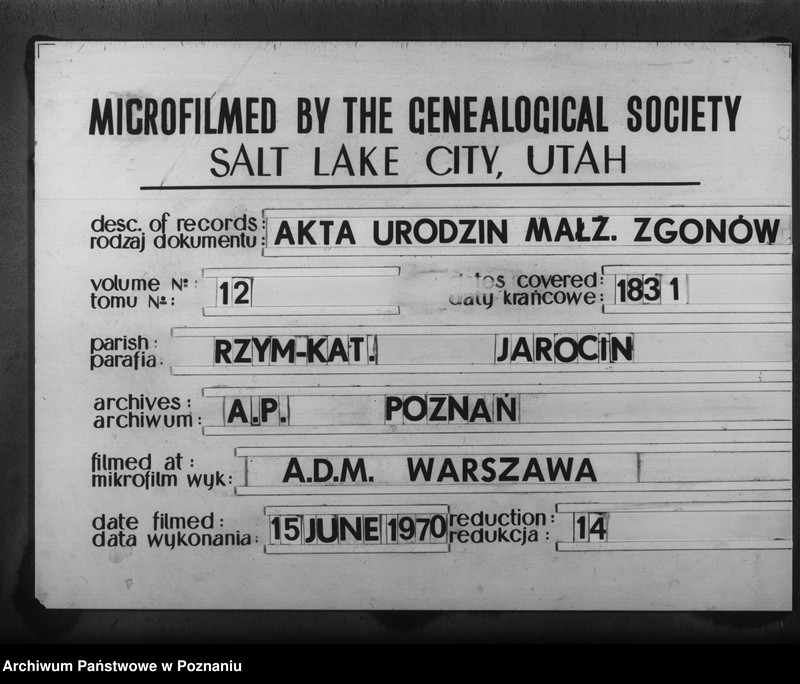 MICROFILMED BY THE GENEALOGICAL SOCIETY
SALT LAKE CITY, UTAH
desc. of records: AKTA URODZIN MAŁŻ. ZGONÓW
rodzaj dokumentu:
volume №: 12
tomu №:
covered: 1831
daty krańcowe:
parish: RZYM-KAT. JAROCIN
parafia:
archives: A.P. POZNAŃ
archiwum:
filmed at: A.D.M. WARSZAWA
mikrofilm wyk:
date filmed: 15 JUNE 1970
data wykonania:
reduction: 14
redukcja:
Archiwum Państwowe w Poznaniu